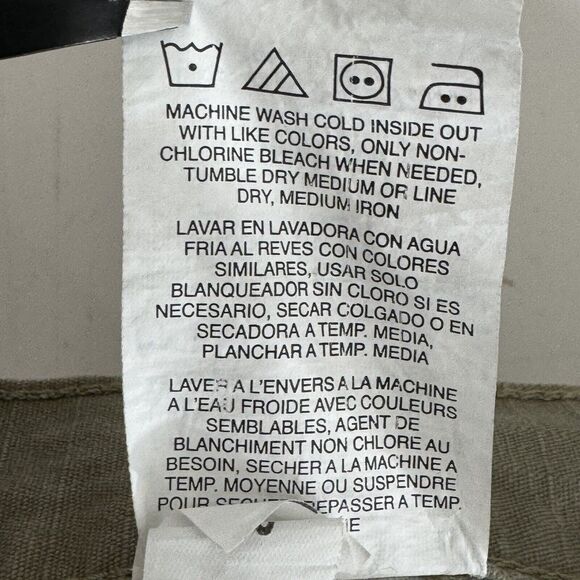 MACHINE WASH COLD INSIDE OUT
WITH LIKE COLORS, ONLY NON-
CHLORINE BLEACH WHEN NEEDED,
TUMBLE DRY MEDIUM OR LINE
DRY, MEDIUM IRON
LAVAR EN LAVADORA CON AGUA
FRIA AL REVES CON COLORES
SIMILARES, USAR SOLO
BLANQUEADOR SIN CLORO SI ES
NECESARIO, SECAR COLGADO O EN
SECADORA A TEMP. MEDIA,
PLANCHAR A TEMP. MEDIA
LAVER A L'ENVERS A LA MACHINE
A L'EAU FROIDE AVEC COULEURS
SEMBLABLES, AGENT DE
BLANCHIMENT NON CHLORE AU
BESOIN, SECHER A LA MACHINE A
TEMP. MOYENNE OU SUSPENDRE
POUR SECHER REPASSER A TEMP.